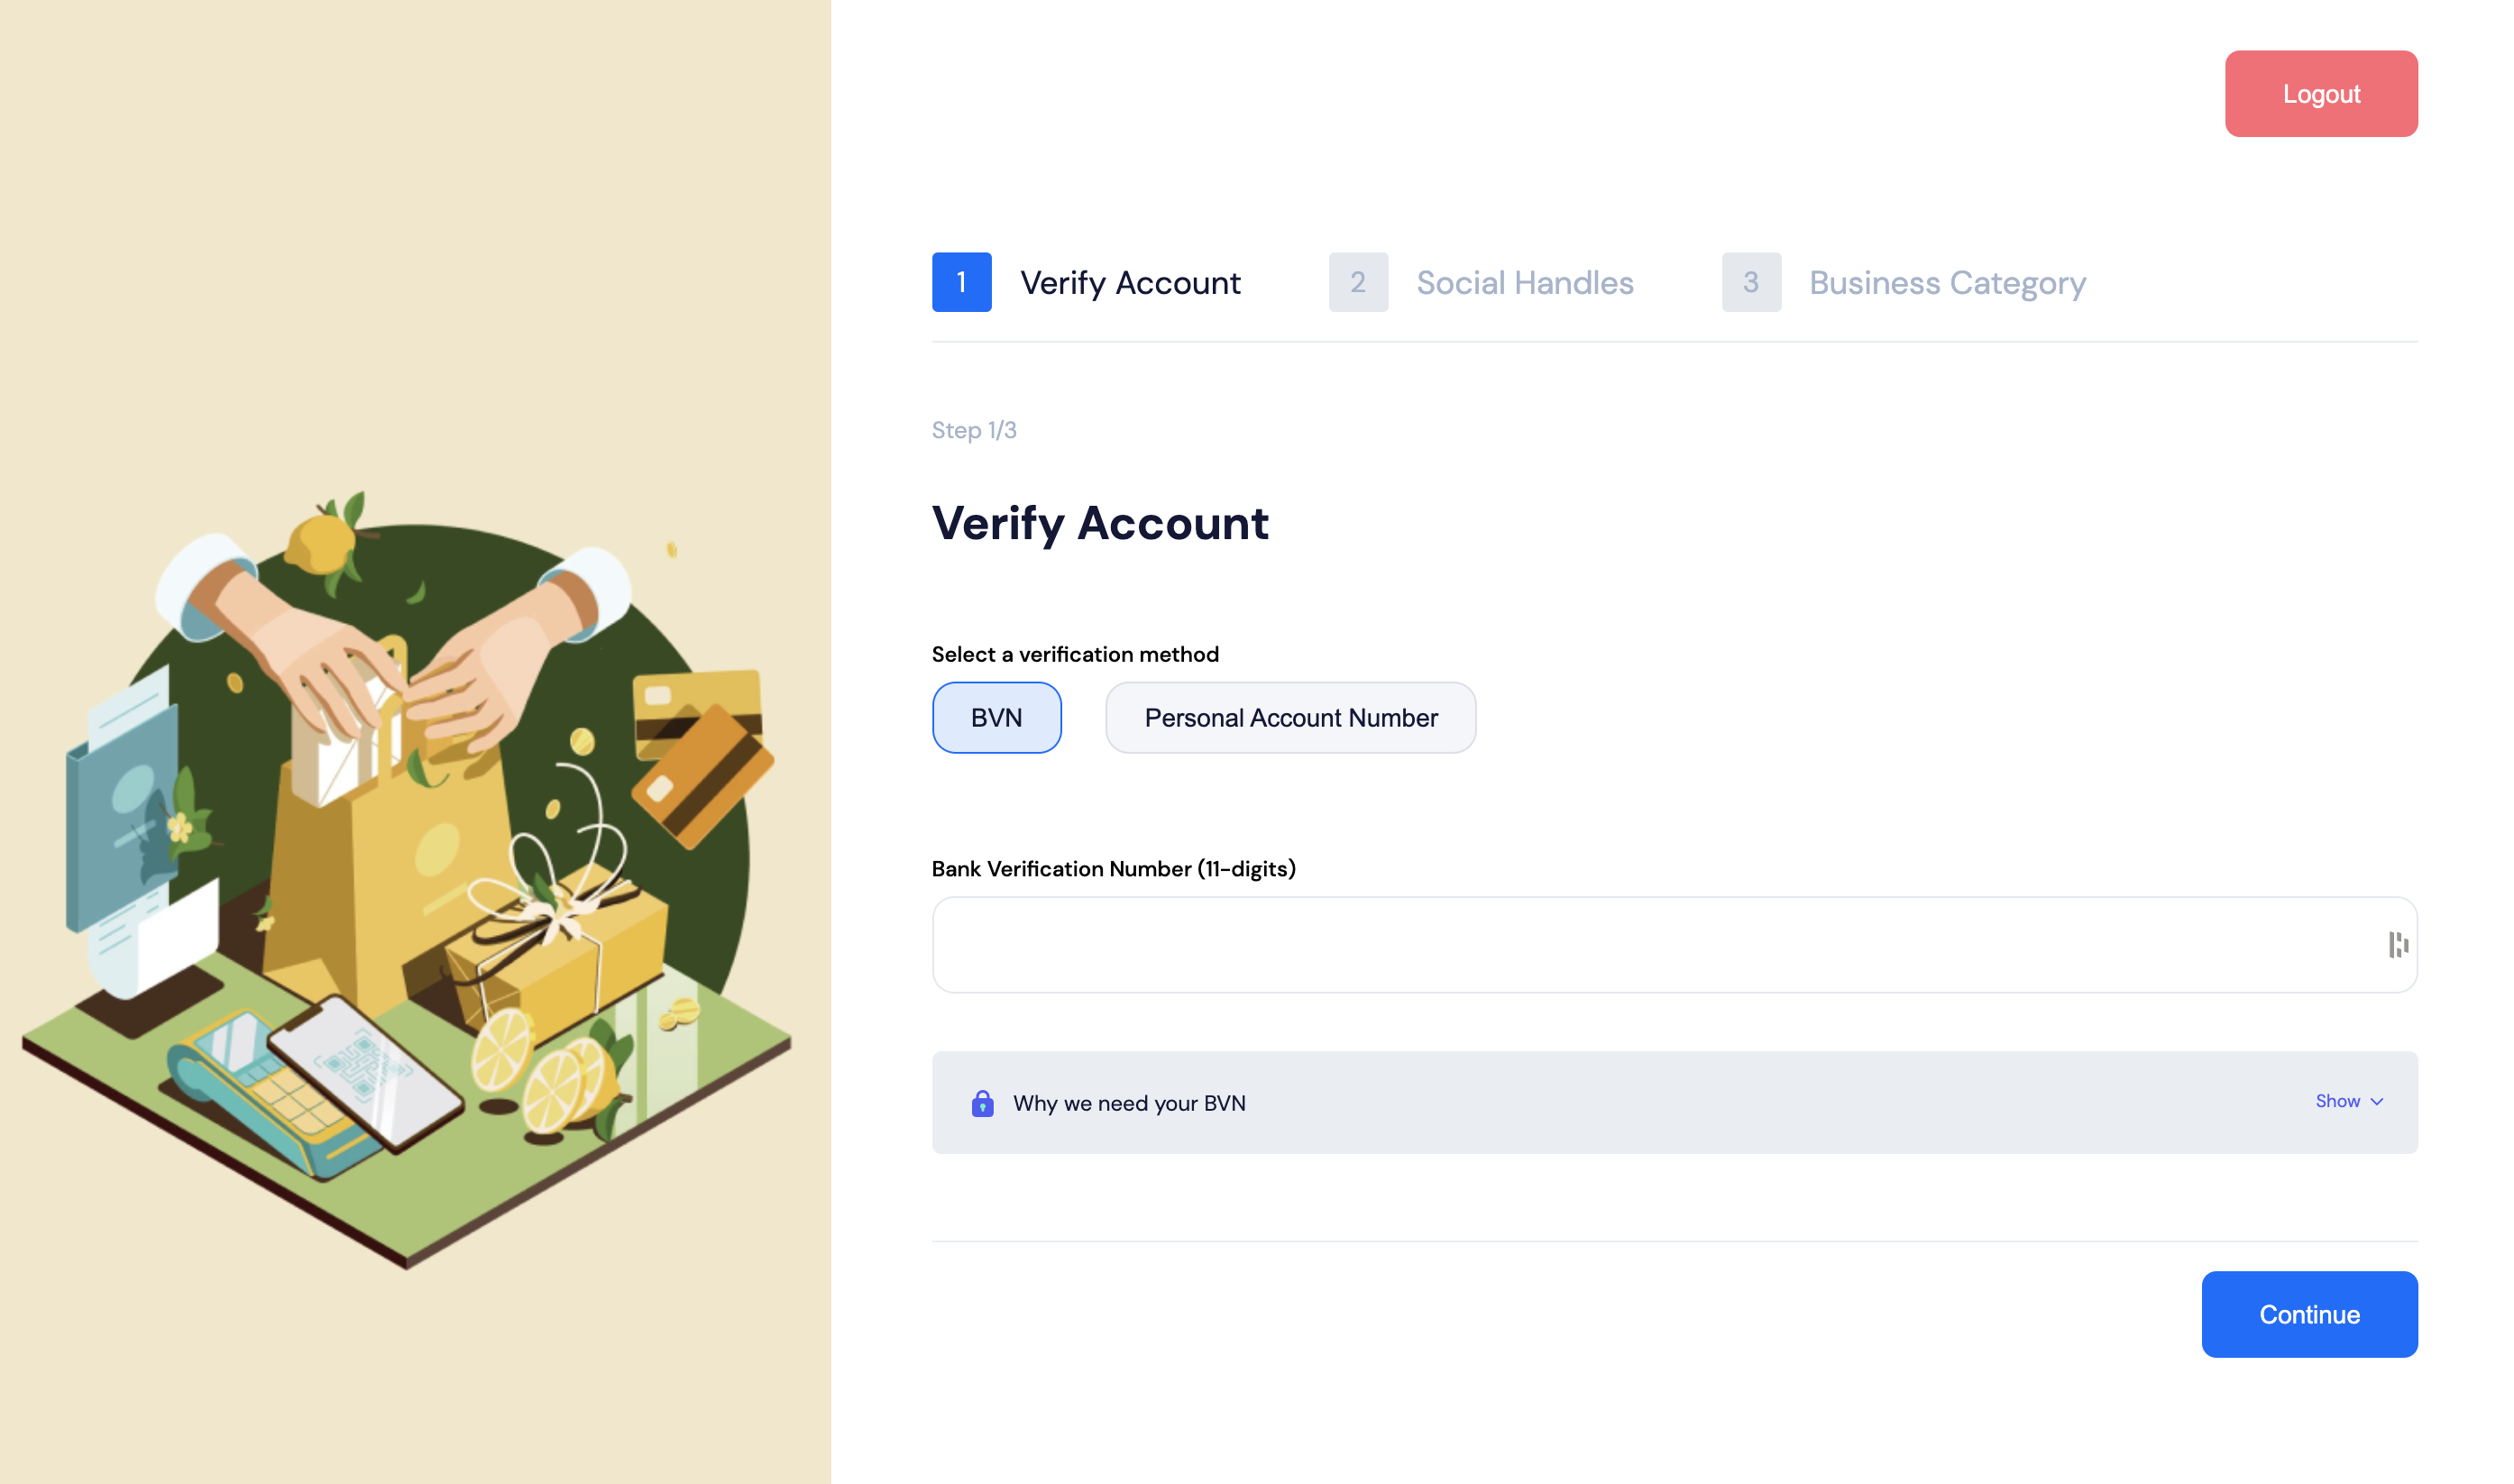 Logout
1 Verify Account 2 Social Handles 3 Business Category
Step 1/3
Verify Account
Select a verification method
BVN Personal Account Number
Bank Verification Number (11-digits)
Why we need your BVN Show
Continue